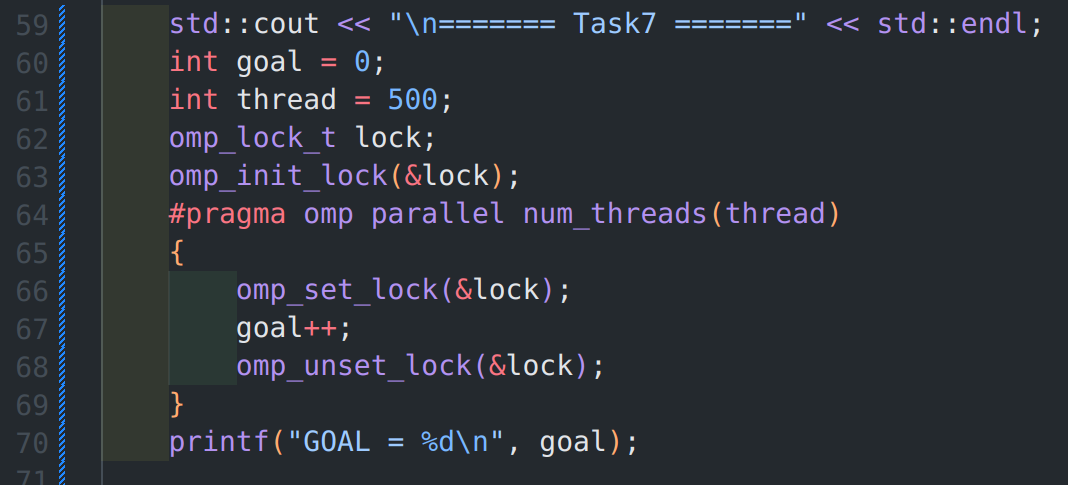 59 std::cout << "\n======= Task7 =======" << std::endl;
60 int goal = 0;
61 int thread = 500;
62 omp_lock_t lock;
63 omp_init_lock(&lock);
64 #pragma omp parallel num_threads(thread)
65 {
66 omp_set_lock(&lock);
67 goal++;
68 omp_unset_lock(&lock);
69 }
70 printf("GOAL = %d\n", goal);
71